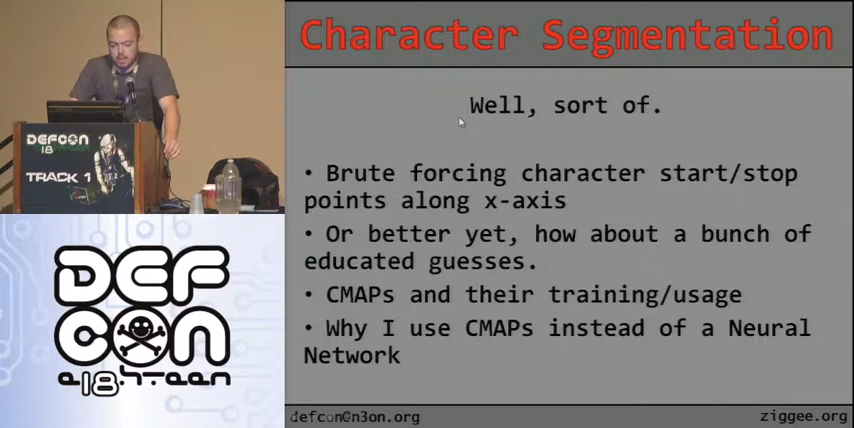 Character Segmentation
Well, sort of.
• Brute forcing character start/stop
points along x-axis
• Or better yet, how about a bunch of
educated guesses.
• CMAPs and their training/usage
• Why I use CMAPs instead of a Neural
Network
defcon@n3on.org
ziggee.org
DEFCON
18
TRACK 1
DEF
CON
e18hteen